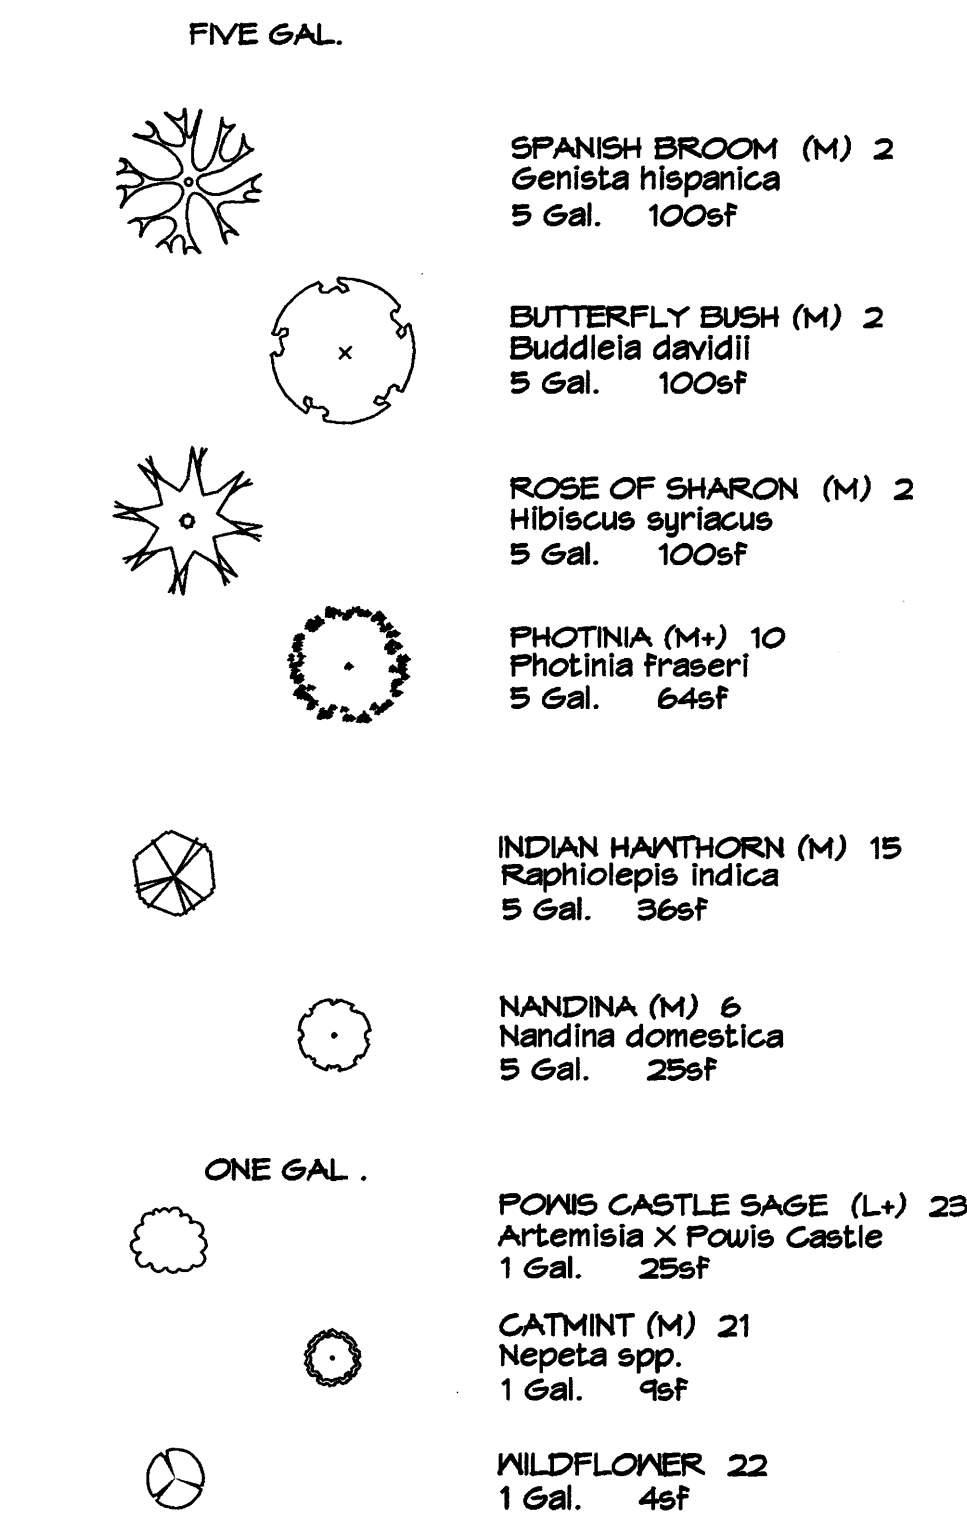 FIVE GAL.
SPANISH BROOM (M) 2
Genista hispanica
5 Gal. 100sf
BUTTERFLY BUSH (M) 2
Buddleia davidii
5 Gal. 100sf
ROSE OF SHARON (M) 2
Hibiscus syriacus
5 Gal. 100sf
PHOTINIA (M+) 10
Photinia fraseri
5 Gal. 64sf
INDIAN HAWTHORN (M) 15
Raphiolepis indica
5 Gal. 36sf
NANDINA (M) 6
Nandina domestica
5 Gal. 25sf
ONE GAL .
POWIS CASTLE SAGE (L+) 23
Artemisia X Powis Castle
1 Gal. 25sf
CATMINT (M) 21
Nepeta spp.
1 Gal. 9sf
WILDFLOWER 22
1 Gal. 4sf